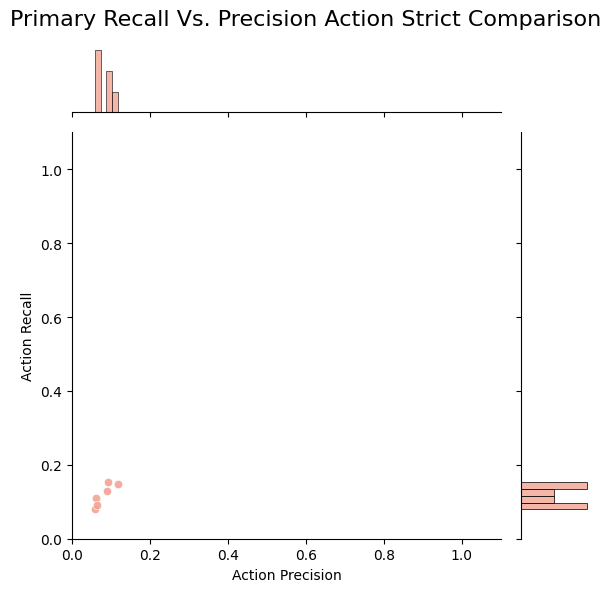 Primary Recall Vs. Precision Action Strict Comparison
1.0
0.8
0.6
0.4
0.2
0.0
Action Recall
0.0 0.2 0.4 0.6 0.8 1.0
Action Precision